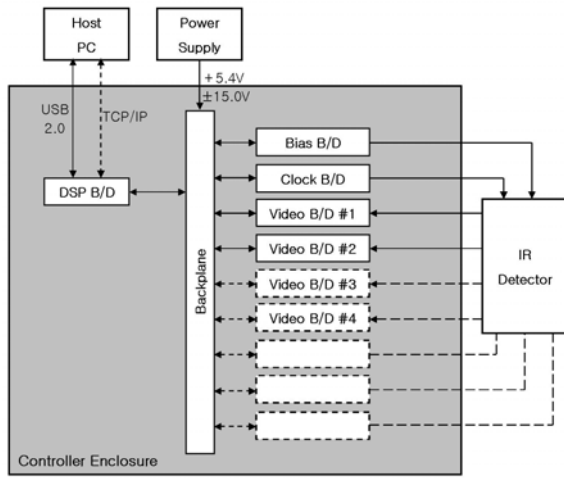 Host
PC
Power
Supply
+5.4V
±15.0V
USB
2.0
TCP/IP
DSP B/D
Backplane
Bias B/D
Clock B/D
Video B/D #1
Video B/D #2
Video B/D #3
Video B/D #4
IR
Detector
Controller Enclosure